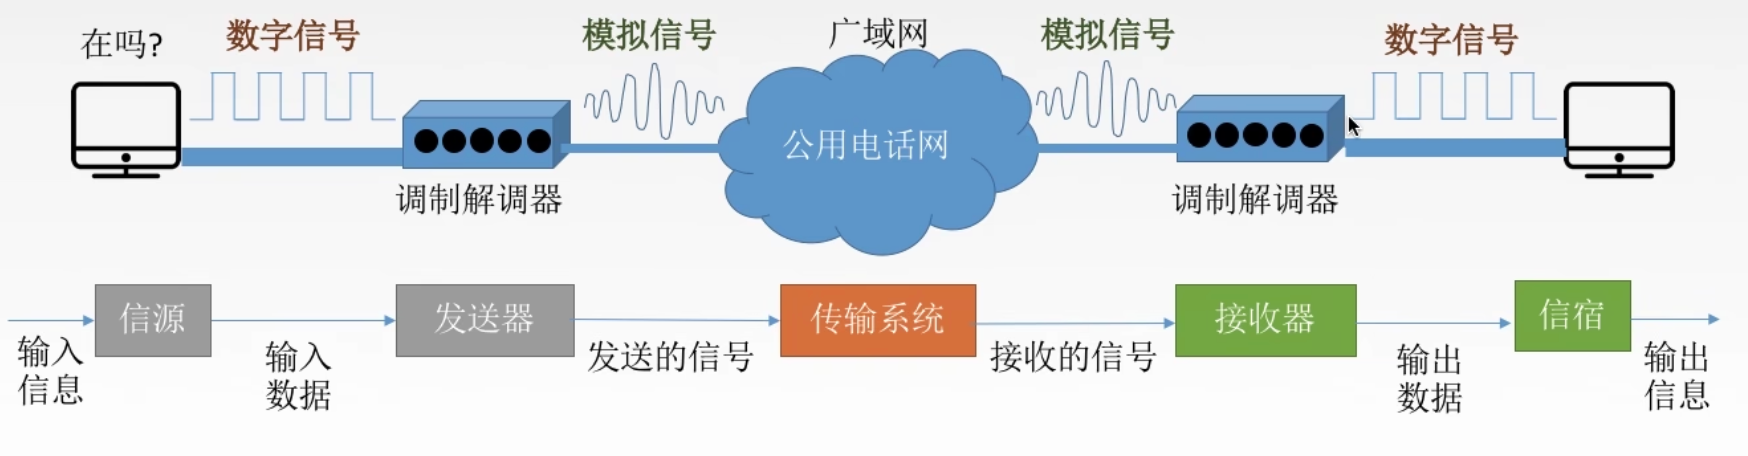 在吗?
数字信号
模拟信号
广域网
模拟信号
数字信号
公用电话网
调制解调器
调制解调器
信源
发送器
传输系统
接收器
信宿
输入
信息
输入
数据
发送的信号
接收的信号
输出
数据
输出
信息